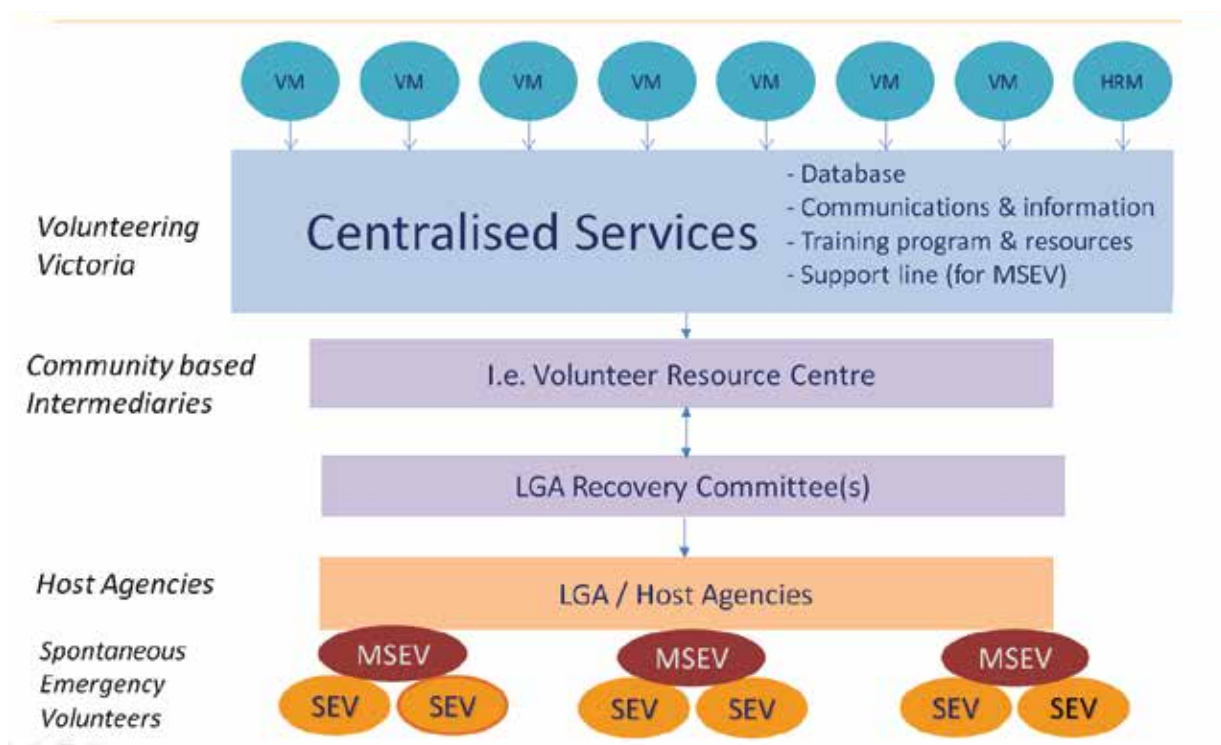 VM VM VM VM VM VM VM HRM
Volunteering
Victoria
Centralised Services
- Database
- Communications & information
- Training program & resources
- Support line (for MSEV)
Community based
Intermediaries
I.e. Volunteer Resource Centre
LGA Recovery Committee(s)
Host Agencies
LGA / Host Agencies
Spontaneous
Emergency
Volunteers
MSEV MSEV MSEV
SEV SEV SEV SEV SEV SEV